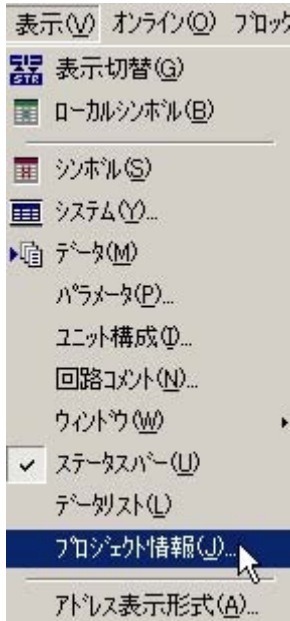 表示(V) オンライン(O) ブロック
表示切替(G)
ローカルシンボル(B)
シンボル(S)
システム(Y)...
データ(M)
パラメータ(P)...
ユニット構成(I)...
回路コメント(N)...
ウィンドウ(W)
ステータスバー(U)
データリスト(L)
プロジェクト情報(J)...
アドレス表示形式(A)...